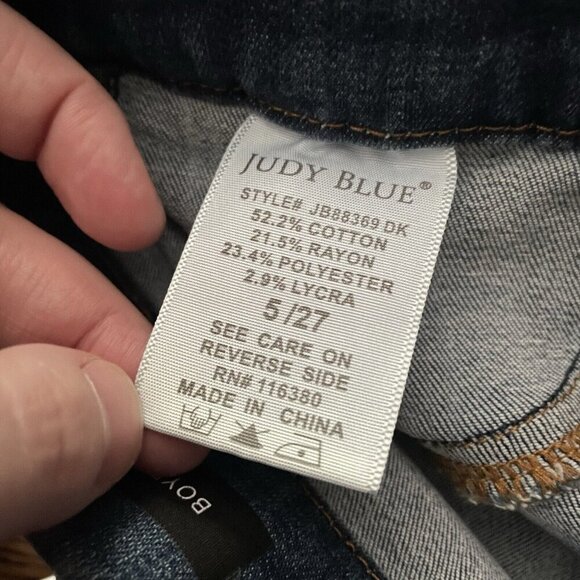 JUDY BLUE®
STYLE# JB88369 DK
52.2% COTTON
21.5% RAYON
23.4% POLYESTER
2.9% LYCRA
5/27
SEE CARE ON
REVERSE SIDE
RN# 116380
MADE IN CHINA
BOY